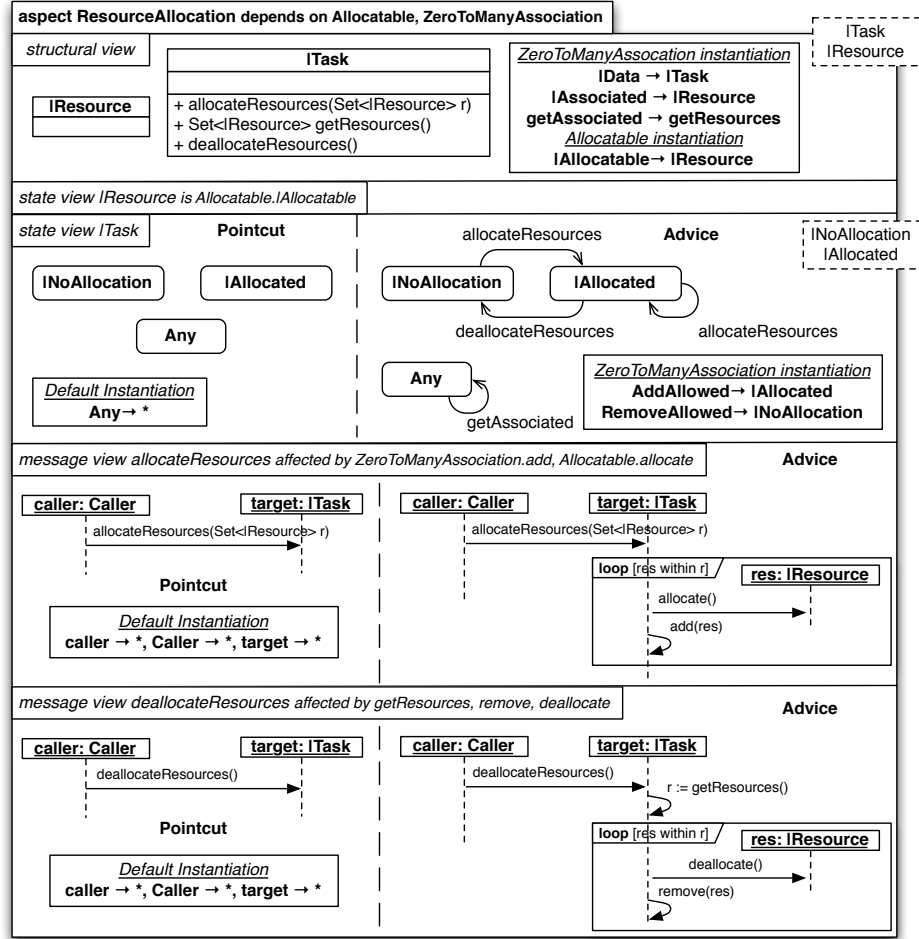 aspect ResourceAllocation depends on Allocatable, ZeroToManyAssociation
|Task
|Resource
structural view
|Resource
|Task
+ allocateResources(Set<|Resource> r)
+ Set<|Resource> getResources()
+ deallocateResources()
ZeroToManyAssocation instantiation
|Data → |Task
|Associated → |Resource
getAssociated → getResources
Allocatable instantiation
|Allocatable→ |Resource
state view |Resource is Allocatable.|Allocatable
state view |Task
Pointcut
|NoAllocation
|Allocated
Any
Default Instantiation
Any→ *
Advice
|NoAllocation
|Allocated
allocateResources
|NoAllocation
|Allocated
deallocateResources
allocateResources
Any
getAssociated
ZeroToManyAssociation instantiation
AddAllowed→ |Allocated
RemoveAllowed→ |NoAllocation
message view allocateResources affected by ZeroToManyAssociation.add, Allocatable.allocate
Advice
caller: Caller
target: |Task
allocateResources(Set<|Resource> r)
Pointcut
Default Instantiation
caller → *, Caller → *, target → *
caller: Caller
target: |Task
allocateResources(Set<|Resource> r)
loop [res within r]
res: |Resource
allocate()
add(res)
message view deallocateResources affected by getResources, remove, deallocate
Advice
caller: Caller
target: |Task
deallocateResources()
Pointcut
Default Instantiation
caller → *, Caller → *, target → *
caller: Caller
target: |Task
deallocateResources()
r := getResources()
loop [res within r]
res: |Resource
deallocate()
remove(res)